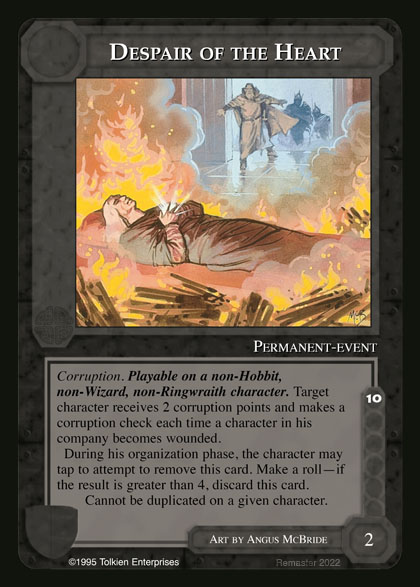 DESPAIR OF THE HEART
PERMANENT-EVENT
Corruption. Playable on a non-Hobbit,
non-Wizard, non-Ringwraith character. Target
character receives 2 corruption points and makes a
corruption check each time a character in his
company becomes wounded.
During his organization phase, the character may
tap to attempt to remove this card. Make a roll—if
the result is greater than 4, discard this card.
Cannot be duplicated on a given character.
10
ART BY ANGUS MCBRIDE
2
©1995 Tolkien Enterprises
Remaster 2022